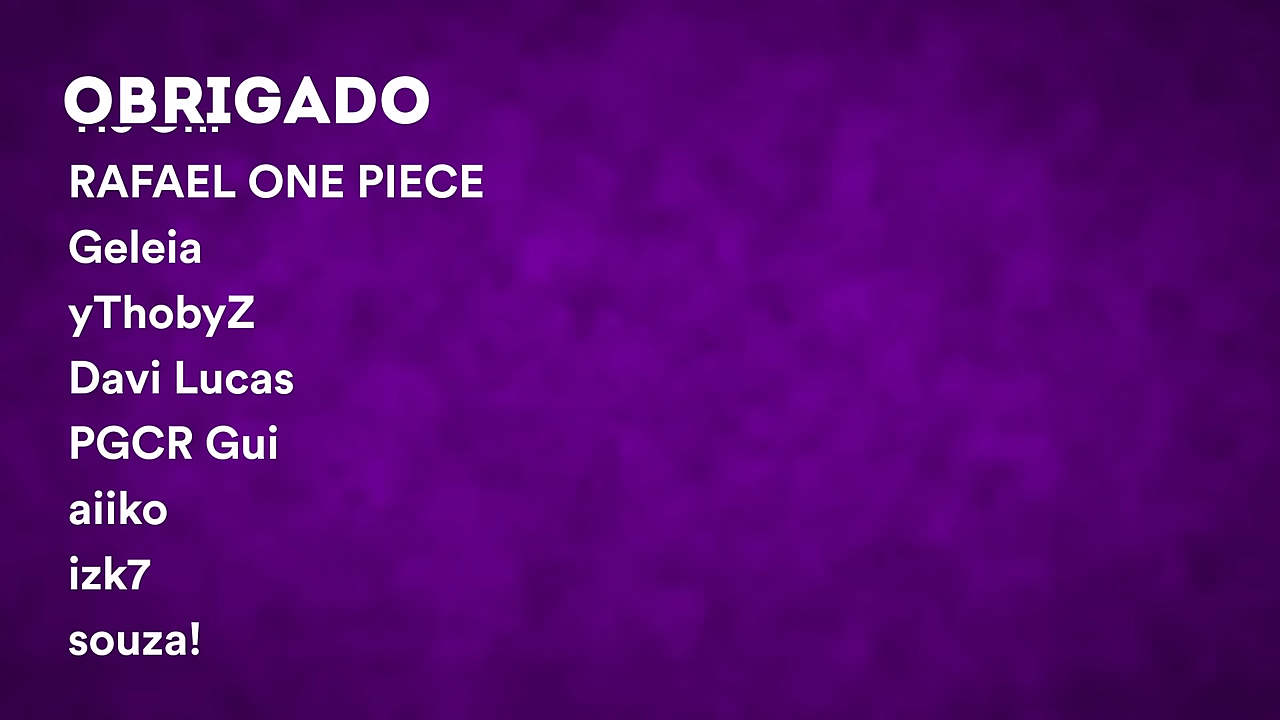 OBRIGADO
RAFAEL ONE PIECE
Geleia
yThobyZ
Davi Lucas
PGCR Gui
aiiko
izk7
souza!